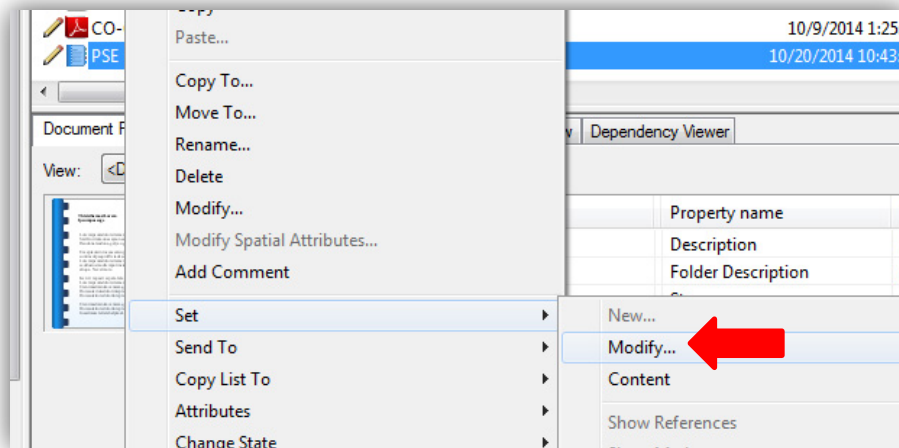 CO-
10/9/2014 1:25
PSE
10/20/2014 10:43
Paste...
Copy To...
Move To...
Rename...
Delete
Modify...
Modify Spatial Attributes...
Add Comment
Set
Send To
Copy List To
Attributes
Change State
Document P
Dependency Viewer
View:
<D
Property name
Description
Folder Description
New...
Modify...
Content
Show References